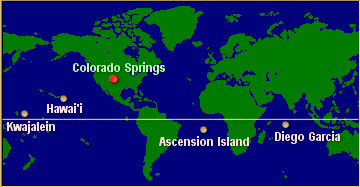 Colorado Springs
Hawai'i
Kwajalein
Ascension Island
Diego Garcia